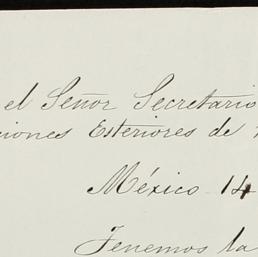 el Señor Secretario
ciones Esteriores de
México 14
Tenemos la